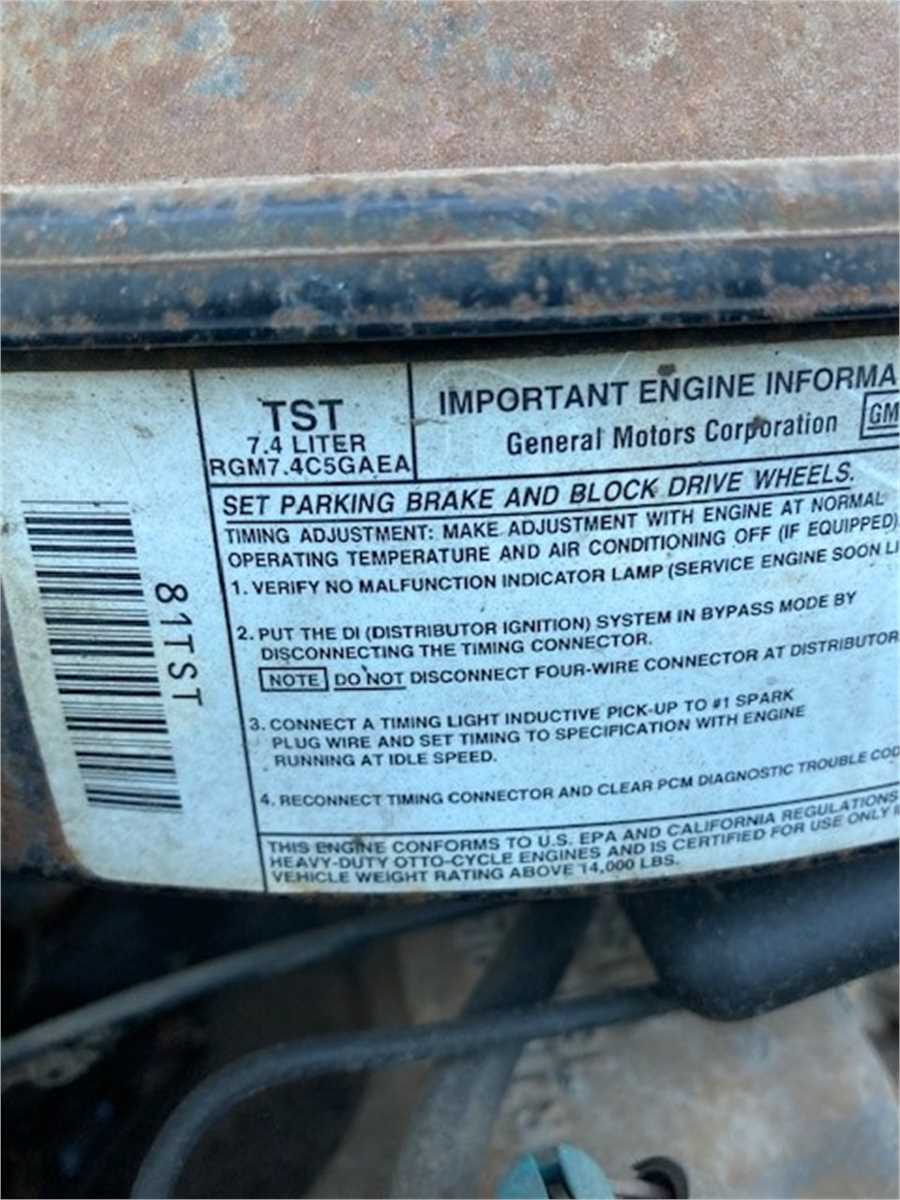 TST
7.4 LITER
RGM7.4C5GAEA
IMPORTANT ENGINE INFORMA
General Motors Corporation GM
81TST
SET PARKING BRAKE AND BLOCK DRIVE WHEELS.
TIMING ADJUSTMENT: MAKE ADJUSTMENT WITH ENGINE AT NORMAL
OPERATING TEMPERATURE AND AIR CONDITIONING OFF (IF EQUIPPED).
1. VERIFY NO MALFUNCTION INDICATOR LAMP (SERVICE ENGINE SOON LI
2. PUT THE DI (DISTRIBUTOR IGNITION) SYSTEM IN BYPASS MODE BY
DISCONNECTING THE TIMING CONNECTOR.
NOTE DO NOT DISCONNECT FOUR-WIRE CONNECTOR AT DISTRIBUTOR
3. CONNECT A TIMING LIGHT INDUCTIVE PICK-UP TO #1 SPARK
PLUG WIRE AND SET TIMING TO SPECIFICATION WITH ENGINE
RUNNING AT IDLE SPEED.
4. RECONNECT TIMING CONNECTOR AND CLEAR PCM DIAGNOSTIC TROUBLE COD
THIS ENGINE CONFORMS TO U.S. EPA AND CALIFORNIA REGULATIONS
HEAVY-DUTY OTTO-CYCLE ENGINES AND IS CERTIFIED FOR USE ONLY
VEHICLE WEIGHT RATING ABOVE 14,000 LBS.